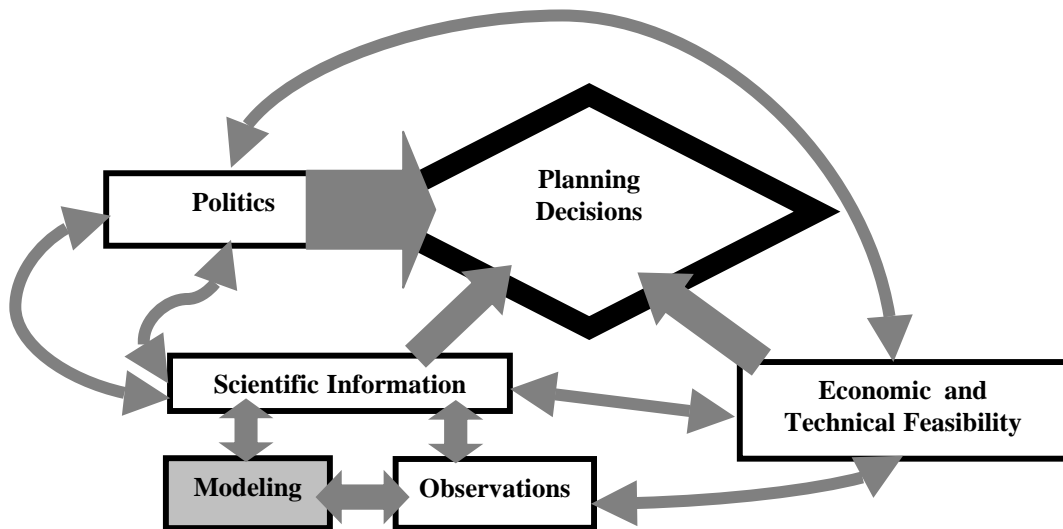 Planning
Decisions
Politics
Scientific Information
Economic and
Technical Feasibility
Modeling
Observations